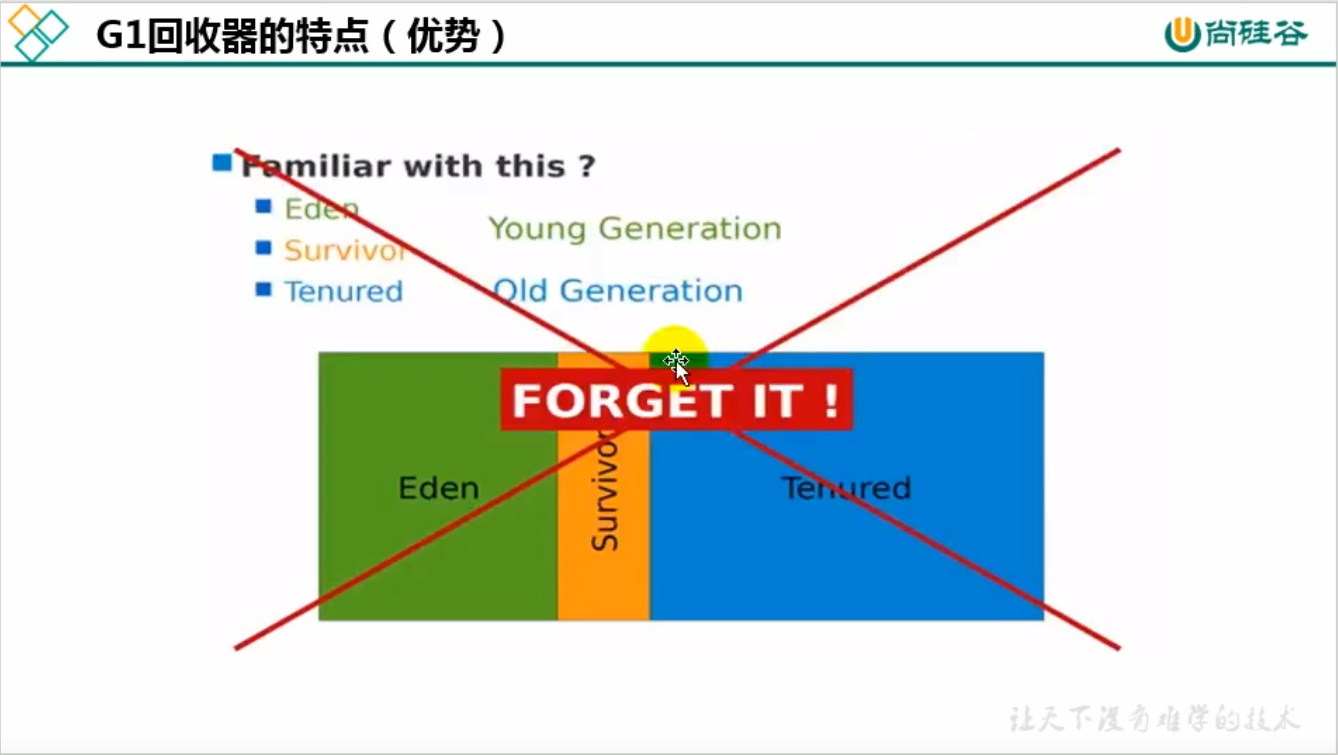 G1回收器的特点（优势）
尚硅谷
Familiar with this ?
Eden
Survivor
Young Generation
Tenured
Old Generation
FORGET IT !
Eden
Survivor
Tenured
让天下没有难学的技术